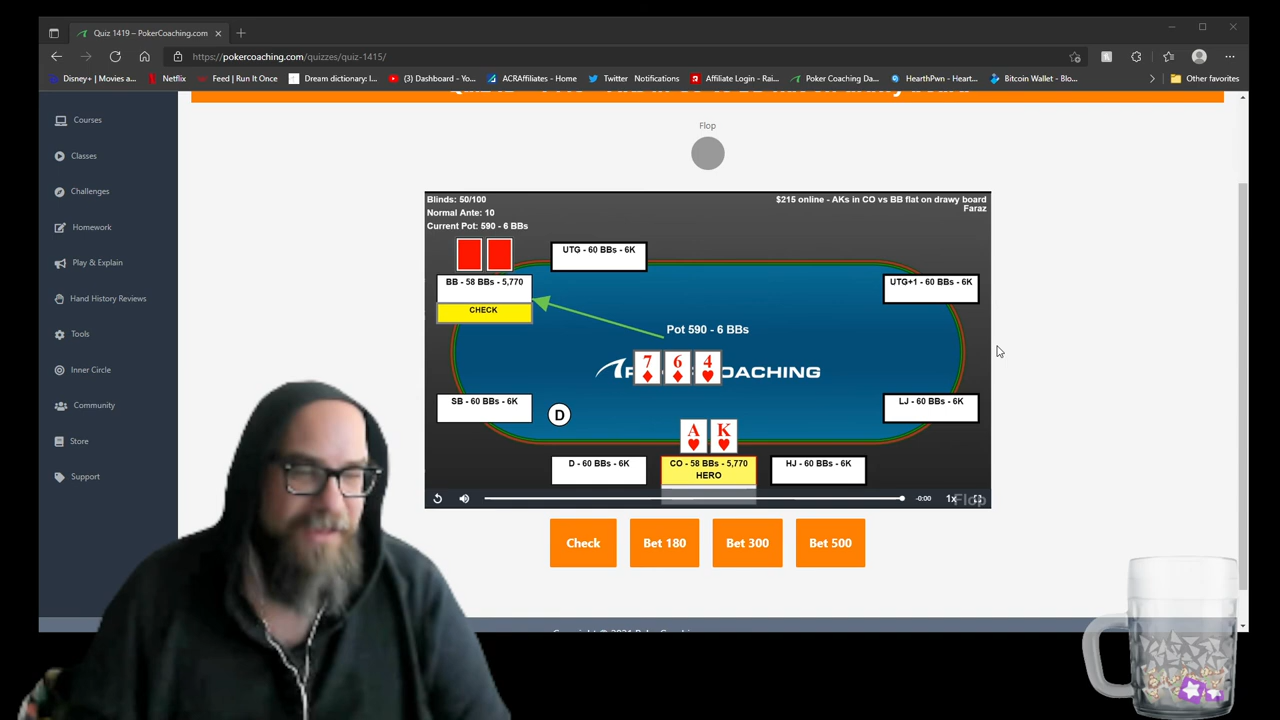 Quiz 1419 – PokerCoaching.com
https://pokercoaching.com/quizzes/quiz-1415/
Disney+ | Movies a...
Netflix
Feed | Run It Once
Dream dictionary: I...
(3) Dashboard - Yo...
ACRAffiliates - Home
Twitter
Notifications
Affiliate Login - Rai...
Poker Coaching Da...
HearthPwn - Heart...
Bitcoin Wallet - Blo...
Other favorites
Courses
Classes
Challenges
Homework
Play & Explain
Hand History Reviews
Tools
Inner Circle
Community
Store
Support
Flop
Blinds: 50/100
Normal Ante: 10
Current Pot: 590 - 6 BBs
$215 online - AKs in CO vs BB flat on drawy board
Faraz
UTG - 60 BBs - 6K
BB - 58 BBs - 5,770
CHECK
UTG+1 - 60 BBs - 6K
Pot 590 - 6 BBs
7 6 4
COACHING
SB - 60 BBs - 6K
D
LJ - 60 BBs - 6K
A K
D - 60 BBs - 6K
CO - 58 BBs - 5,770
HERO
HJ - 60 BBs - 6K
-0:00
1x
Flop
Check
Bet 180
Bet 300
Bet 500